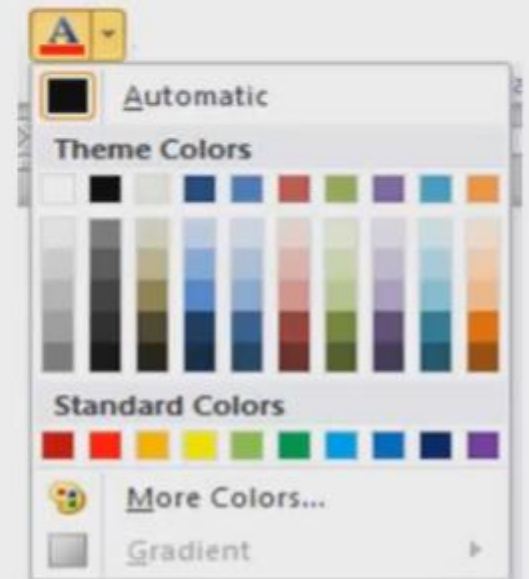 A
Automatic
Theme Colors
Standard Colors
More Colors...
Gradient